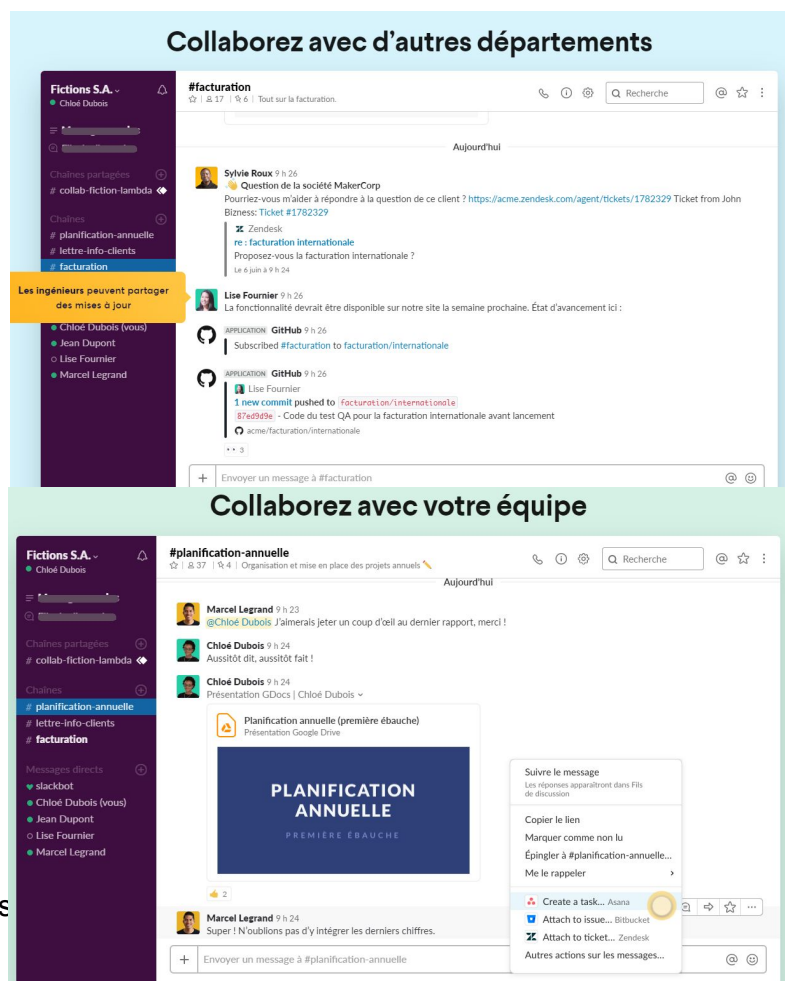 Collaborez avec d'autres départements
Fictions S.A.
Chloé Dubois
Chaînes partagées
# collab-fiction-lambda
Chaînes
# planification-annuelle
# lettre-info-clients
# facturation
Les ingénieurs peuvent partager
des mises à jour
Chloé Dubois (vous)
Jean Dupont
Lise Fournier
Marcel Legrand
#facturation
17 | 6 | Tout sur la facturation.
Recherche
Aujourd'hui
Sylvie Roux 9 h 26
👋 Question de la société MakerCorp
Pourriez-vous m'aider à répondre à la question de ce client ? https://acme.zendesk.com/agent/tickets/1782329 Ticket from John
Bizness: Ticket #1782329
Zendesk
re : facturation internationale
Proposez-vous la facturation internationale ?
Le 6 juin à 9 h 24
Lise Fournier 9 h 26
La fonctionnalité devrait être disponible sur notre site la semaine prochaine. État d'avancement ici :
APPLICATION GitHub 9 h 26
Subscribed #facturation to facturation/internationale
APPLICATION GitHub 9 h 26
Lise Fournier
1 new commit pushed to facturation/internationale
87ed9d9e - Code du test QA pour la facturation internationale avant lancement
acme/facturation/internationale
3
Envoyer un message à #facturation
Collaborez avec votre équipe
Fictions S.A.
Chloé Dubois
Chaînes partagées
# collab-fiction-lambda
Chaînes
# planification-annuelle
# lettre-info-clients
# facturation
Messages directs
slackbot
Chloé Dubois (vous)
Jean Dupont
Lise Fournier
Marcel Legrand
s
#planification-annuelle
37 | 4 | Organisation et mise en place des projets annuels ✏️
Recherche
Aujourd'hui
Marcel Legrand 9 h 23
@Chloé Dubois J'aimerais jeter un coup d'œil au dernier rapport, merci !
Chloé Dubois 9 h 24
Aussitôt dit, aussitôt fait !
Chloé Dubois 9 h 24
Présentation GDocs | Chloé Dubois
Planification annuelle (première ébauche)
Présentation Google Drive
PLANIFICATION
ANNUELLE
PREMIÈRE ÉBAUCHE
👍 2
Marcel Legrand 9 h 24
Super ! N'oublions pas d'y intégrer les derniers chiffres.
Envoyer un message à #planification-annuelle
Suivre le message
Les réponses apparaîtront dans Fils
de discussion
Copier le lien
Marquer comme non lu
Épingler à #planification-annuelle...
Me le rappeler
Create a task... Asana
Attach to issue... Bitbucket
Attach to ticket... Zendesk
Autres actions sur les messages...